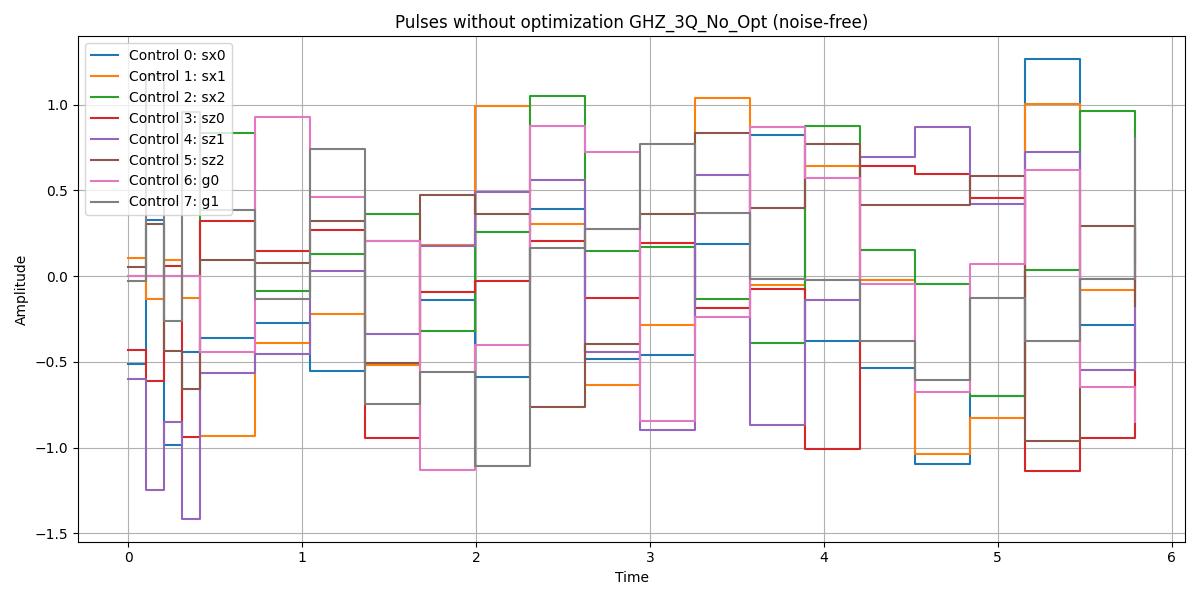 Pulses without optimization GHZ_3Q_No_Opt (noise-free)
Control 0: sx0
Control 1: sx1
Control 2: sx2
Control 3: sz0
Control 4: sz1
Control 5: sz2
Control 6: g0
Control 7: g1
1.0
0.5
0.0
−0.5
−1.0
−1.5
Amplitude
0 1 2 3 4 5 6
Time